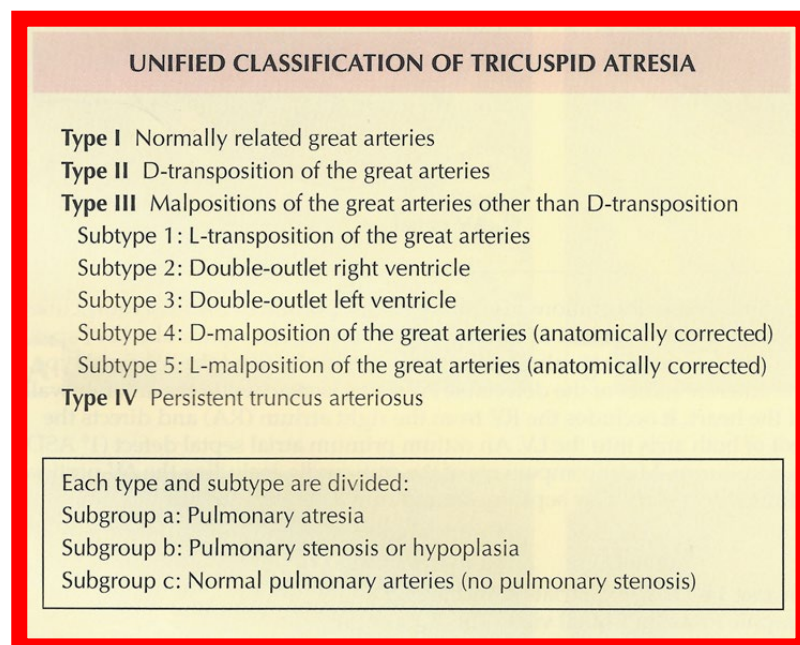 UNIFIED CLASSIFICATION OF TRICUSPID ATRESIA
Type I Normally related great arteries
Type II D-transposition of the great arteries
Type III Malpositions of the great arteries other than D-transposition
Subtype 1: L-transposition of the great arteries
Subtype 2: Double-outlet right ventricle
Subtype 3: Double-outlet left ventricle
Subtype 4: D-malposition of the great arteries (anatomically corrected)
Subtype 5: L-malposition of the great arteries (anatomically corrected)
Type IV Persistent truncus arteriosus
Each type and subtype are divided:
Subgroup a: Pulmonary atresia
Subgroup b: Pulmonary stenosis or hypoplasia
Subgroup c: Normal pulmonary arteries (no pulmonary stenosis)